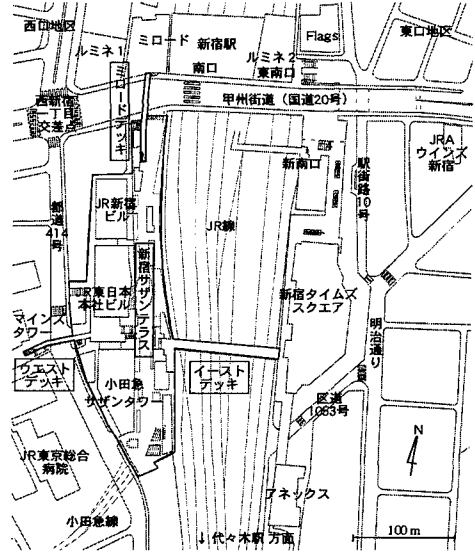 西口地区
ルミネ1
ミロード
新宿駅
南口
ルミネ2
東南口
Flags
東口地区
ミロードデッキ
西新宿
一丁目
交差点
甲州街道(国道20号)
JRA
ウインズ
新宿
新南口
駅街路10号
都道
414
号
JR新宿
ビル
JR線
新宿サザンテラス
JR東日本
本社ビル
新宿タイムズ
スクエア
明治通り
マインズ
タワー
ウエスト
デッキ
イースト
デッキ
小田急
サザンタワー
区道
1053号
JR東京総合
病院
N
アネックス
小田急線
↓代々木駅 方面
100m